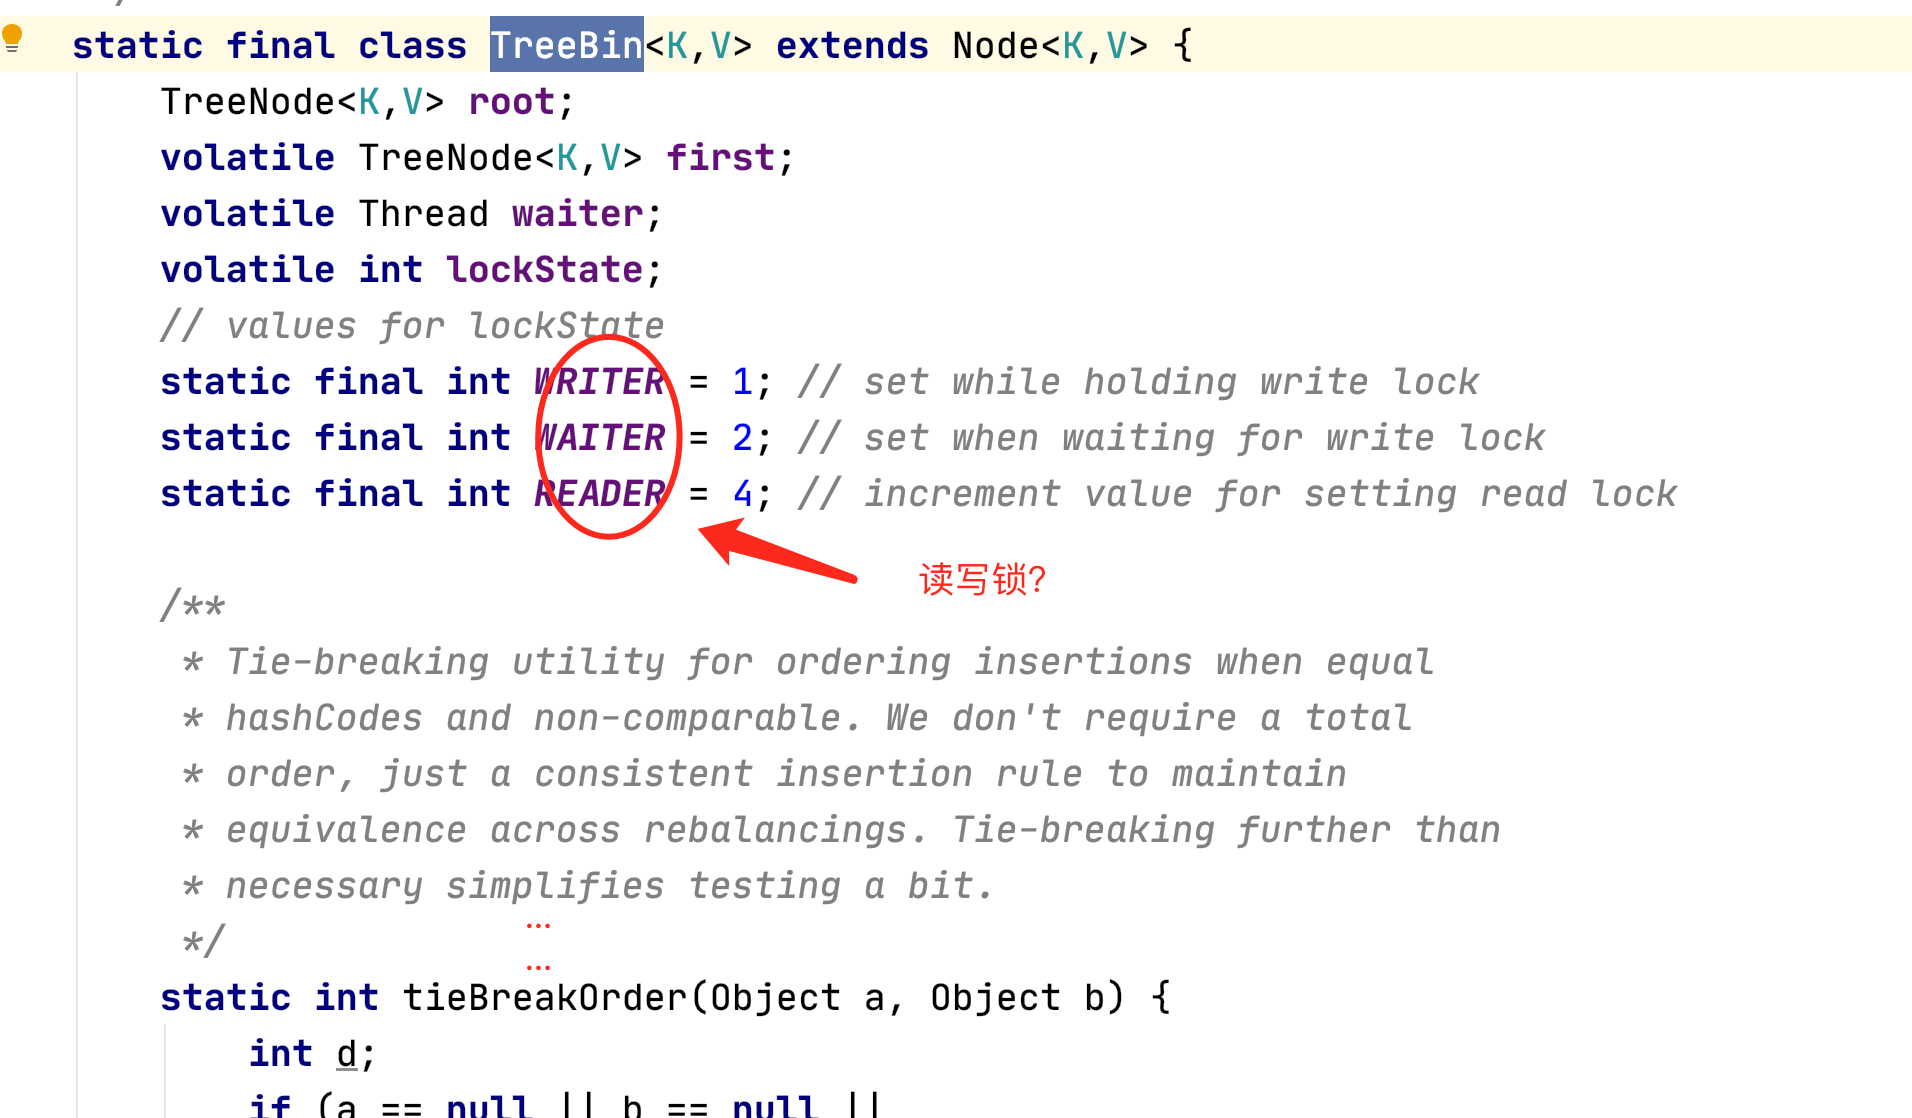 static final class TreeBin<K,V> extends Node<K,V> {
TreeNode<K,V> root;
volatile TreeNode<K,V> first;
volatile Thread waiter;
volatile int lockState;
// values for lockState
static final int WRITER = 1; // set while holding write lock
static final int WAITER = 2; // set when waiting for write lock
static final int READER = 4; // increment value for setting read lock
读写锁?
/**
* Tie-breaking utility for ordering insertions when equal
* hashCodes and non-comparable. We don't require a total
* order, just a consistent insertion rule to maintain
* equivalence across rebalancings. Tie-breaking further than
* necessary simplifies testing a bit.
...
*/
...
static int tieBreakOrder(Object a, Object b) {
int d;
if (a == null || b == null ||